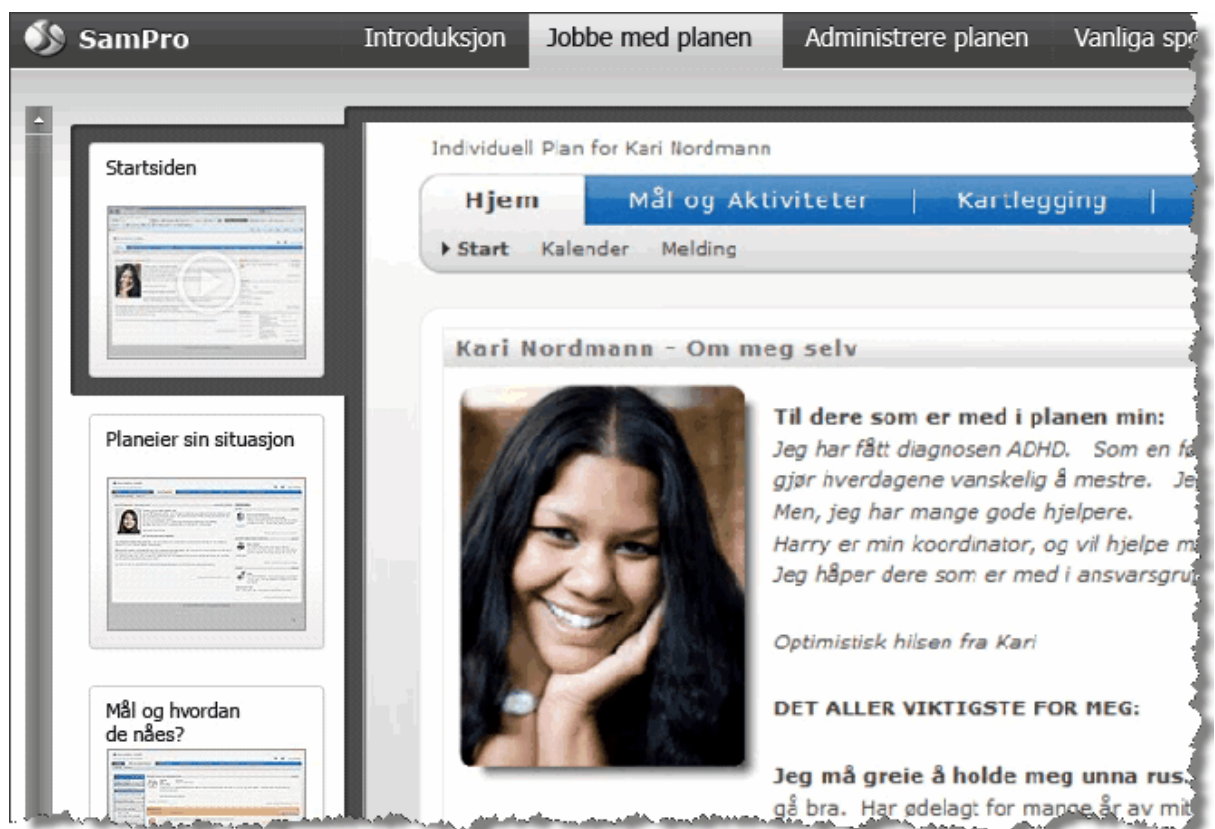 SamPro
Introduksjon Jobbe med planen Administrere planen Vanliga
Startsiden
Planeier sin situasjon
Mål og hvordan
de nåes?
Individuell Plan for Kari Nordmann
Hjem Mål og Aktiviteter | Kartlegging |
Start Kalender Melding
Kari Nordmann - Om meg selv
Til dere som er med i planen min:
Jeg har fått diagnosen ADHD. Som en
gjør hverdagene vanskelig å mestre.
Men, jeg har mange gode hjelpere.
Harry er min koordinator, og vil hjelpe
Jeg håper dere som er med i
Optimistisk hilsen fra Kari
DET ALLER VIKTIGSTE FOR MEG:
Jeg må greie å holde meg unna rus.
gå bra. Har ødelagt for mange år av mit